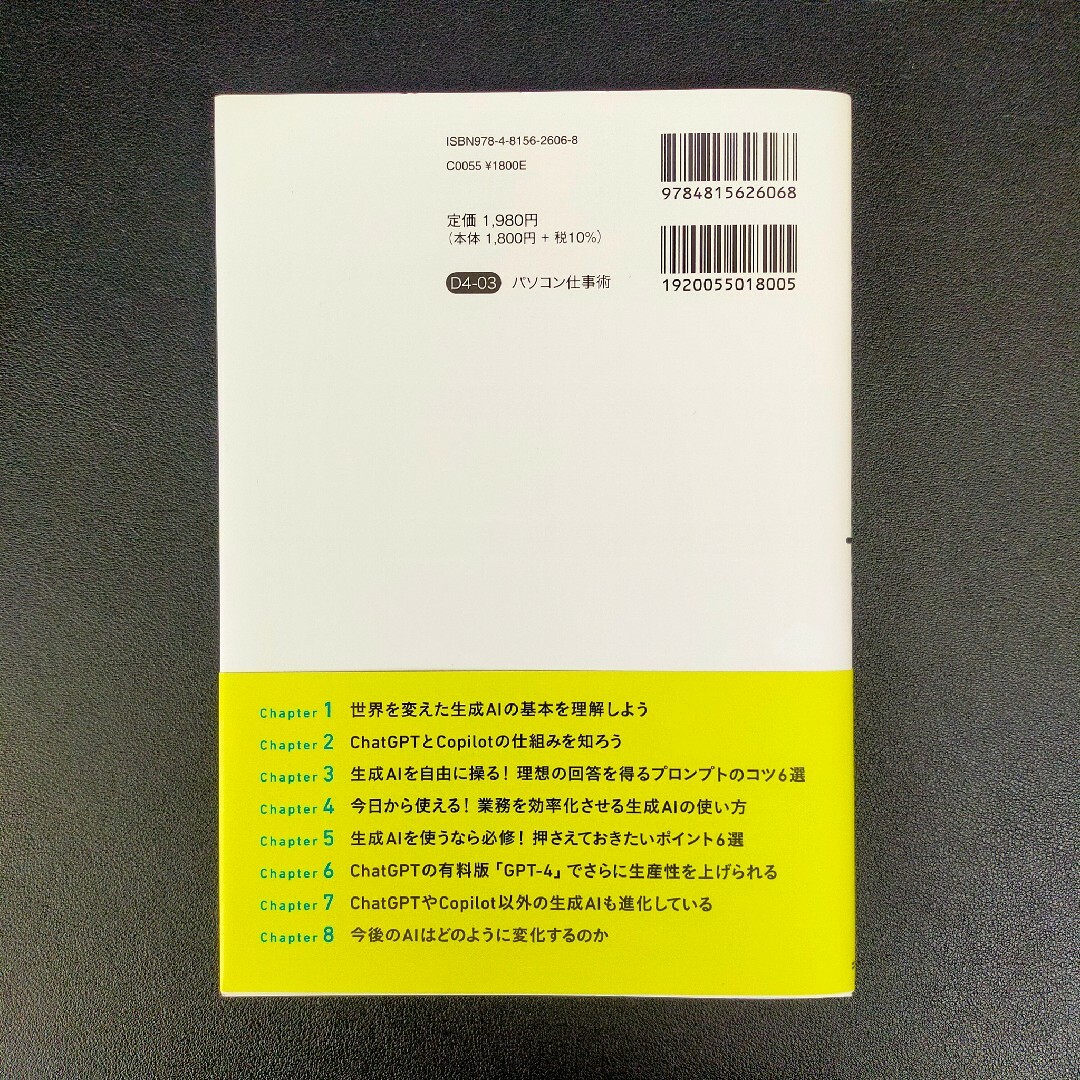 ISBN978-4-8156-2606-8
C0055 ¥1800E
定価 1,980円
(本体 1,800円 + 税10%)
D4-03 パソコン仕事術
9784815626068
1920055018005
Chapter 1 世界を変えた生成AIの基本を理解しよう
Chapter 2 ChatGPTとCopilotの仕組みを知ろう
Chapter 3 生成AIを自由に操る! 理想の回答を得るプロンプトのコツ6選
Chapter 4 今日から使える! 業務を効率化させる生成AIの使い方
Chapter 5 生成AIを使うなら必修! 押さえておきたいポイント6選
Chapter 6 ChatGPTの有料版「GPT-4」でさらに生産性を上げられる
Chapter 7 ChatGPTやCopilot以外の生成AIも進化している
Chapter 8 今後のAIはどのように変化するのか